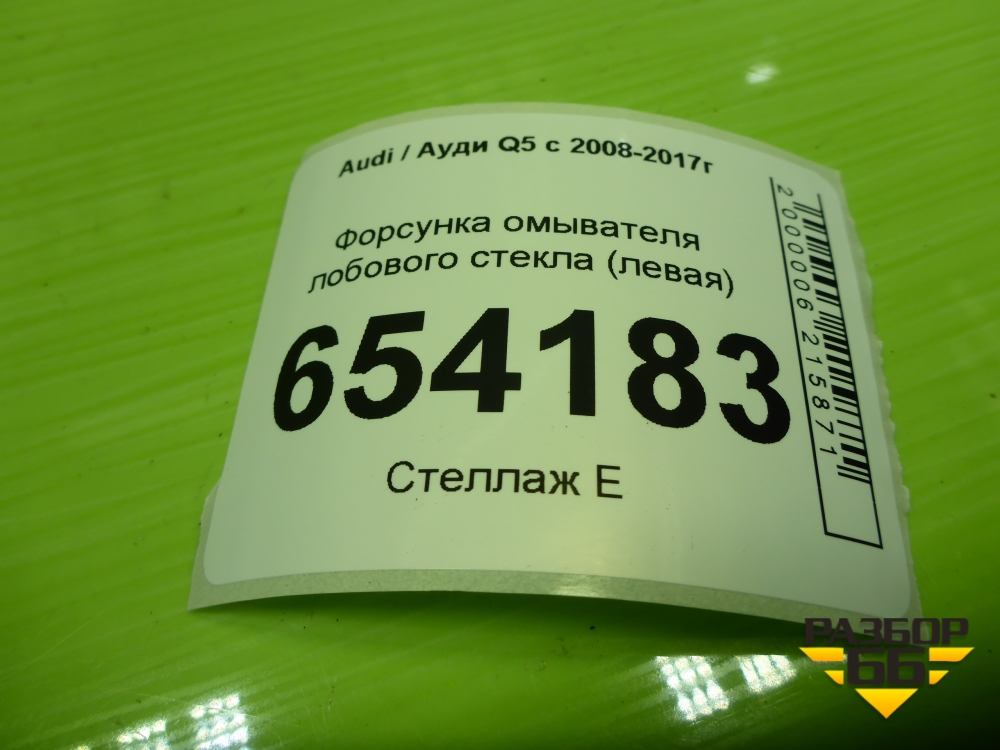 Audi / Ауди Q5 с 2008-2017г
Форсунка омывателя
лобового стекла (левая)
654183
Стеллаж Е
2000006215871
РАЗБОР
66